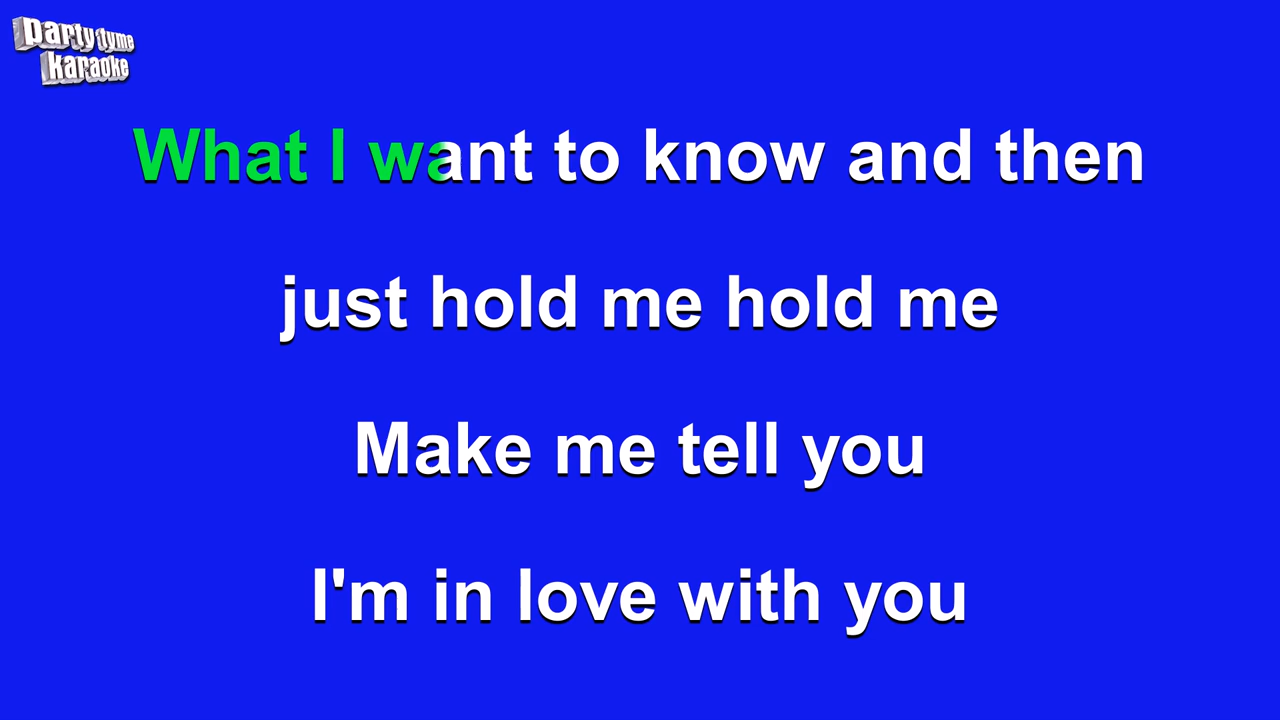 party tyme
karaoke
What I want to know and then
just hold me hold me
Make me tell you
I'm in love with you